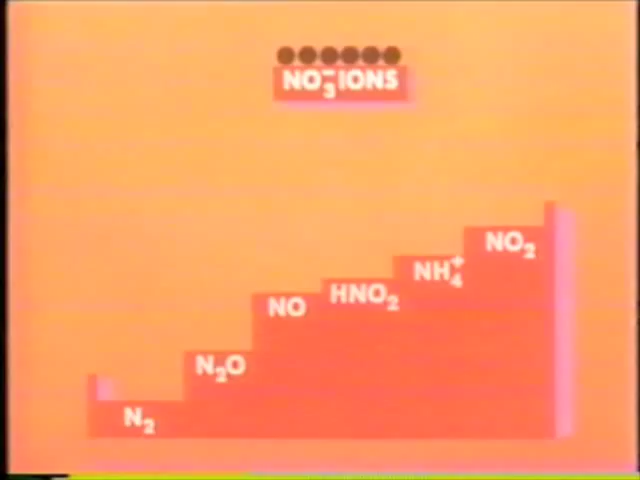 NO₃⁻ IONS
NO₂
NH₄⁺
HNO₂
NO
N₂O
N₂